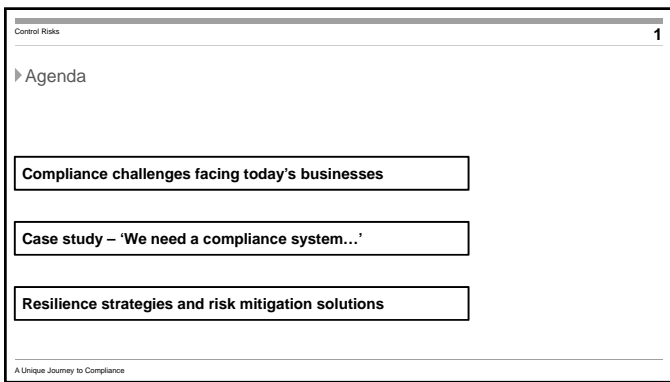 Control Risks
1
Agenda
Compliance challenges facing today's businesses
Case study – 'We need a compliance system…'
Resilience strategies and risk mitigation solutions
A Unique Journey to Compliance